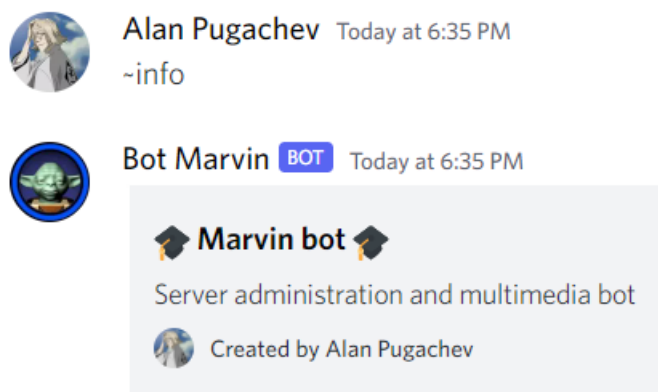 Alan Pugachev Today at 6:35 PM
~info
Bot Marvin BOT Today at 6:35 PM
🎓 Marvin bot 🎓
Server administration and multimedia bot
Created by Alan Pugachev